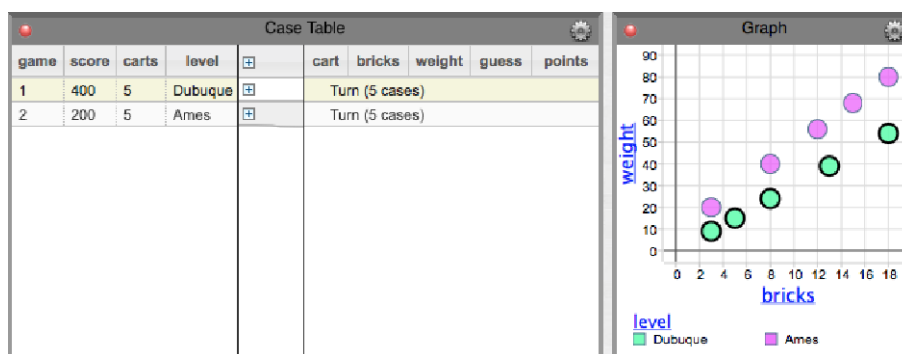 Case Table
game score carts level cart bricks weight guess points
1 400 5 Dubuque Turn (5 cases)
2 200 5 Ames Turn (5 cases)
Graph
90
80
70
60
50
40
30
20
10
0
weight
0 2 4 6 8 10 12 14 16 18
bricks
level
Dubuque Ames